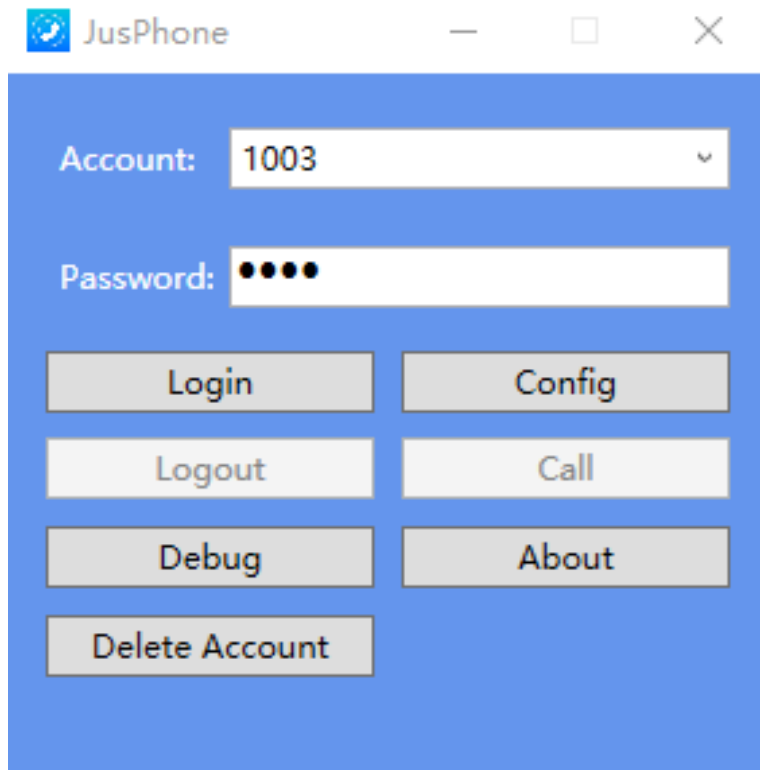 JusPhone
Account: 1003
Password: ●●●●
Login Config
Logout Call
Debug About
Delete Account